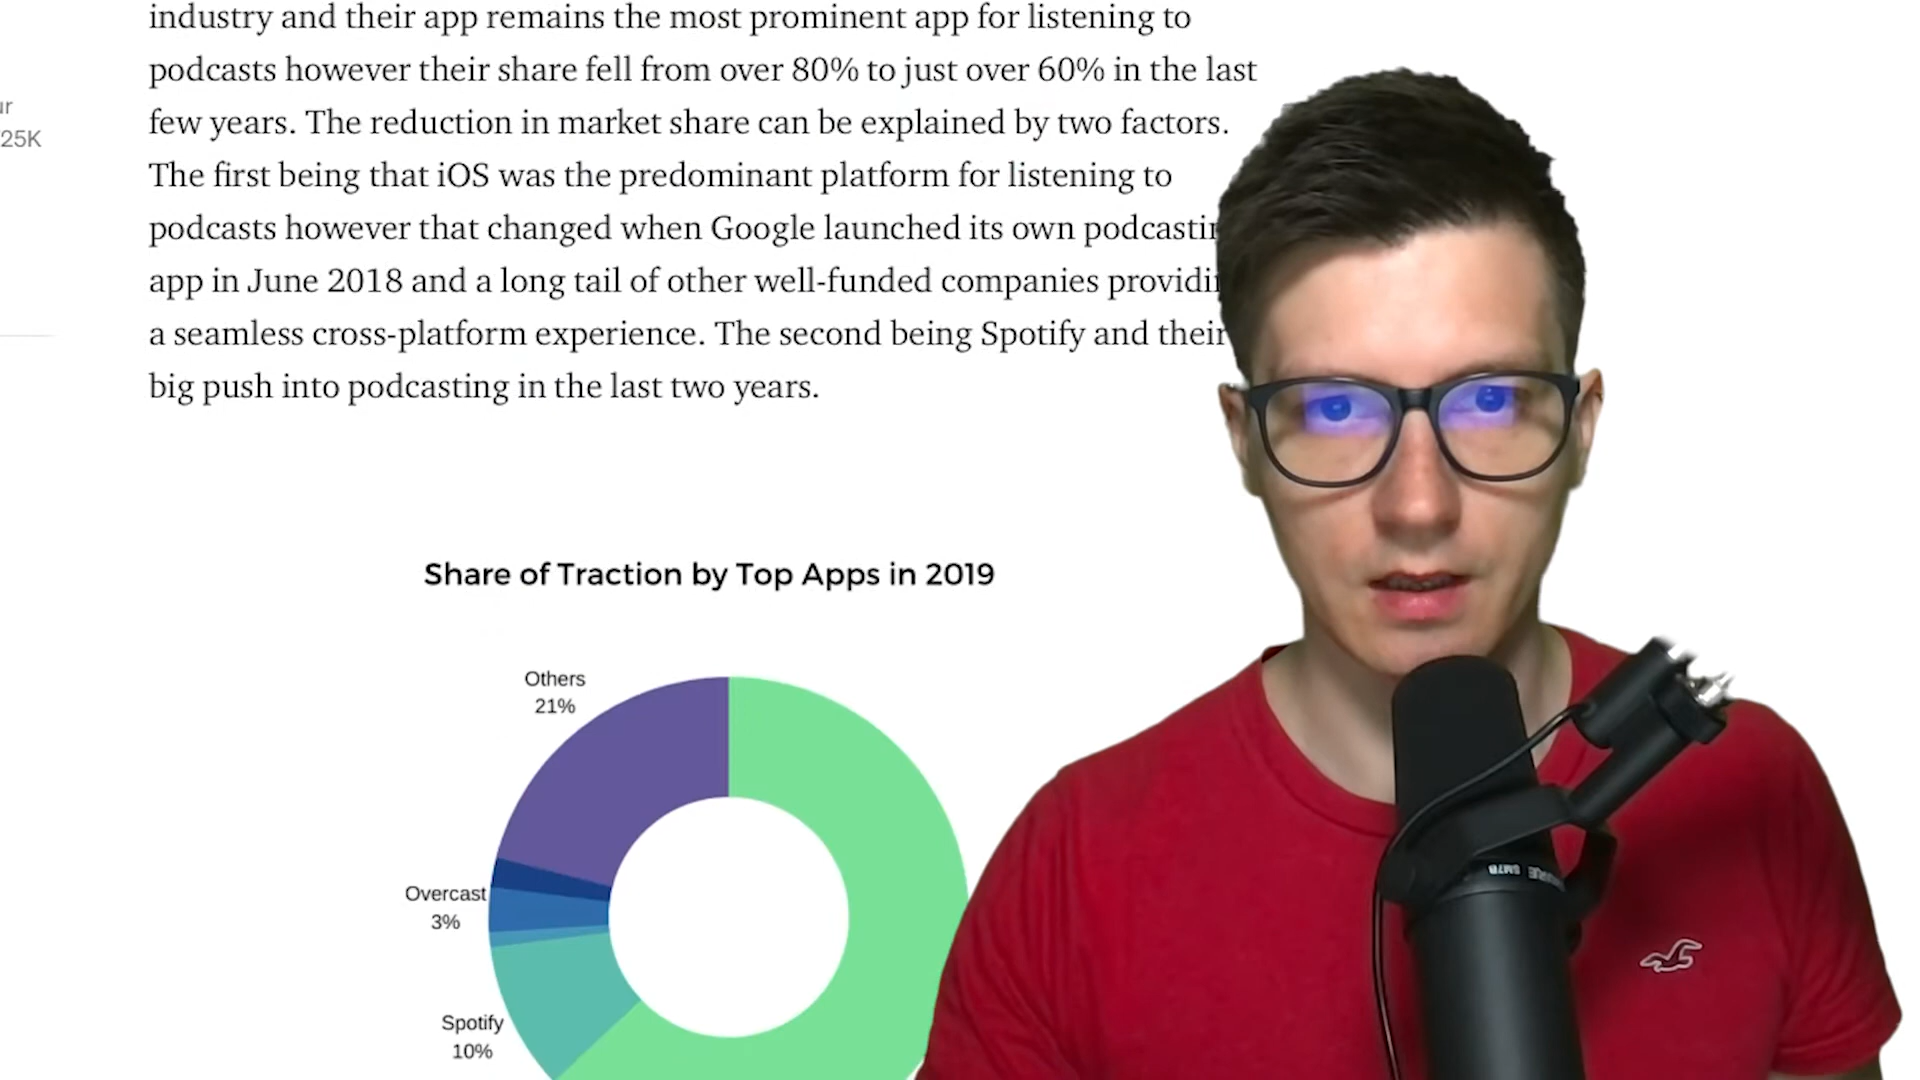 industry and their app remains the most prominent app for listening to
podcasts however their share fell from over 80% to just over 60% in the last
few years. The reduction in market share can be explained by two factors.
The first being that iOS was the predominant platform for listening to
podcasts however that changed when Google launched its own
app in June 2018 and a long tail of other well-funded companies
a seamless cross-platform experience. The second being Spotify and their
big push into podcasting in the last two years.
25K
Share of Traction by Top Apps in 2019
Others
21%
Overcast
3%
Spotify
10%